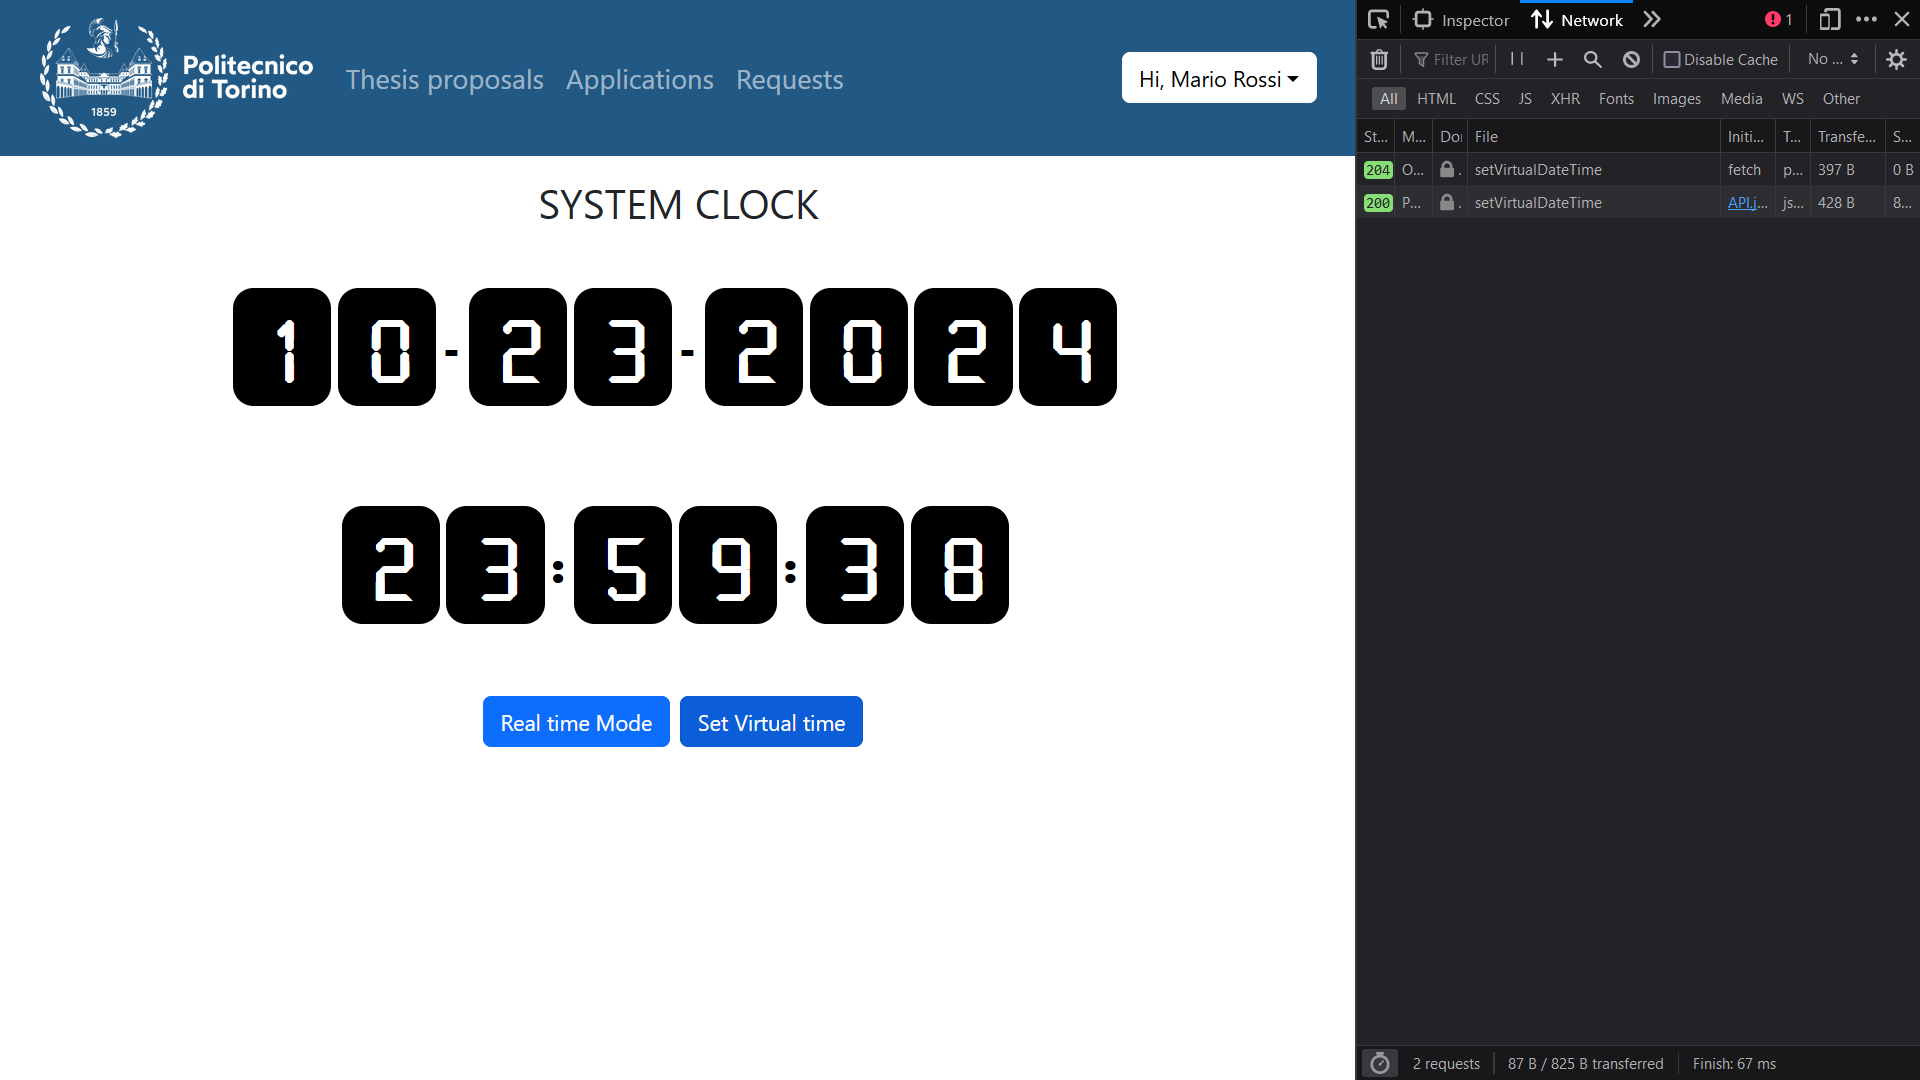 Politecnico
di Torino
1859
Thesis proposals Applications Requests
Hi, Mario Rossi
SYSTEM CLOCK
10-23-2024
23:59:38
Real time Mode Set Virtual time
Inspector Network 1
Filter UR Disable Cache No ...
All HTML CSS JS XHR Fonts Images Media WS Other
St... M... Do File Initi... T... Transfe... S...
204 O... . setVirtualDateTime fetch p... 397 B 0 B
200 P... . setVirtualDateTime API.j... js... 428 B 8...
2 requests 87 B / 825 B transferred Finish: 67 ms